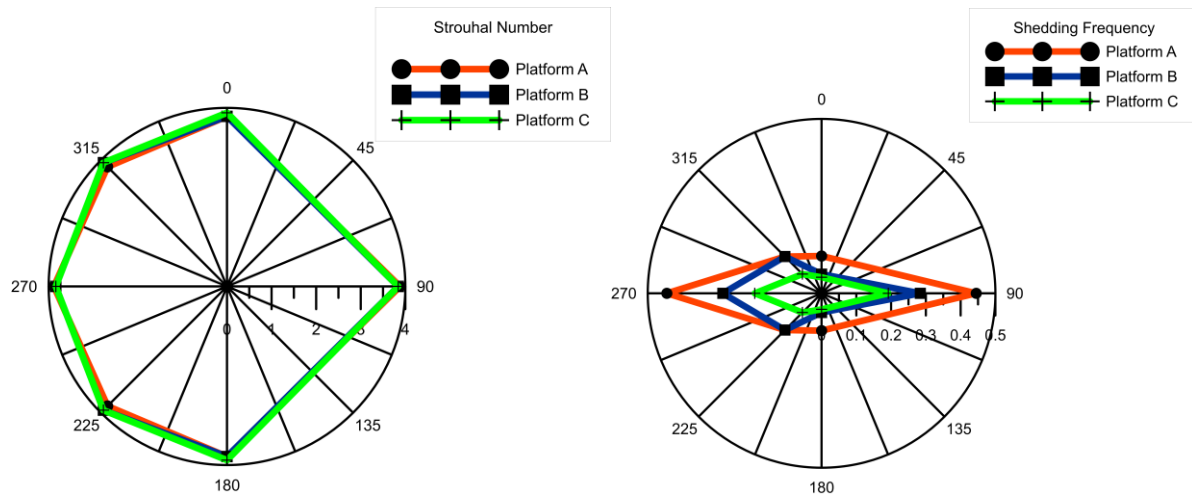 Strouhal Number
Platform A
Platform B
Platform C
0
45
90
135
180
225
270
315
0 1 2 3 4
Shedding Frequency
Platform A
Platform B
Platform C
0
45
90
135
180
225
270
315
0 0.1 0.2 0.3 0.4 0.5